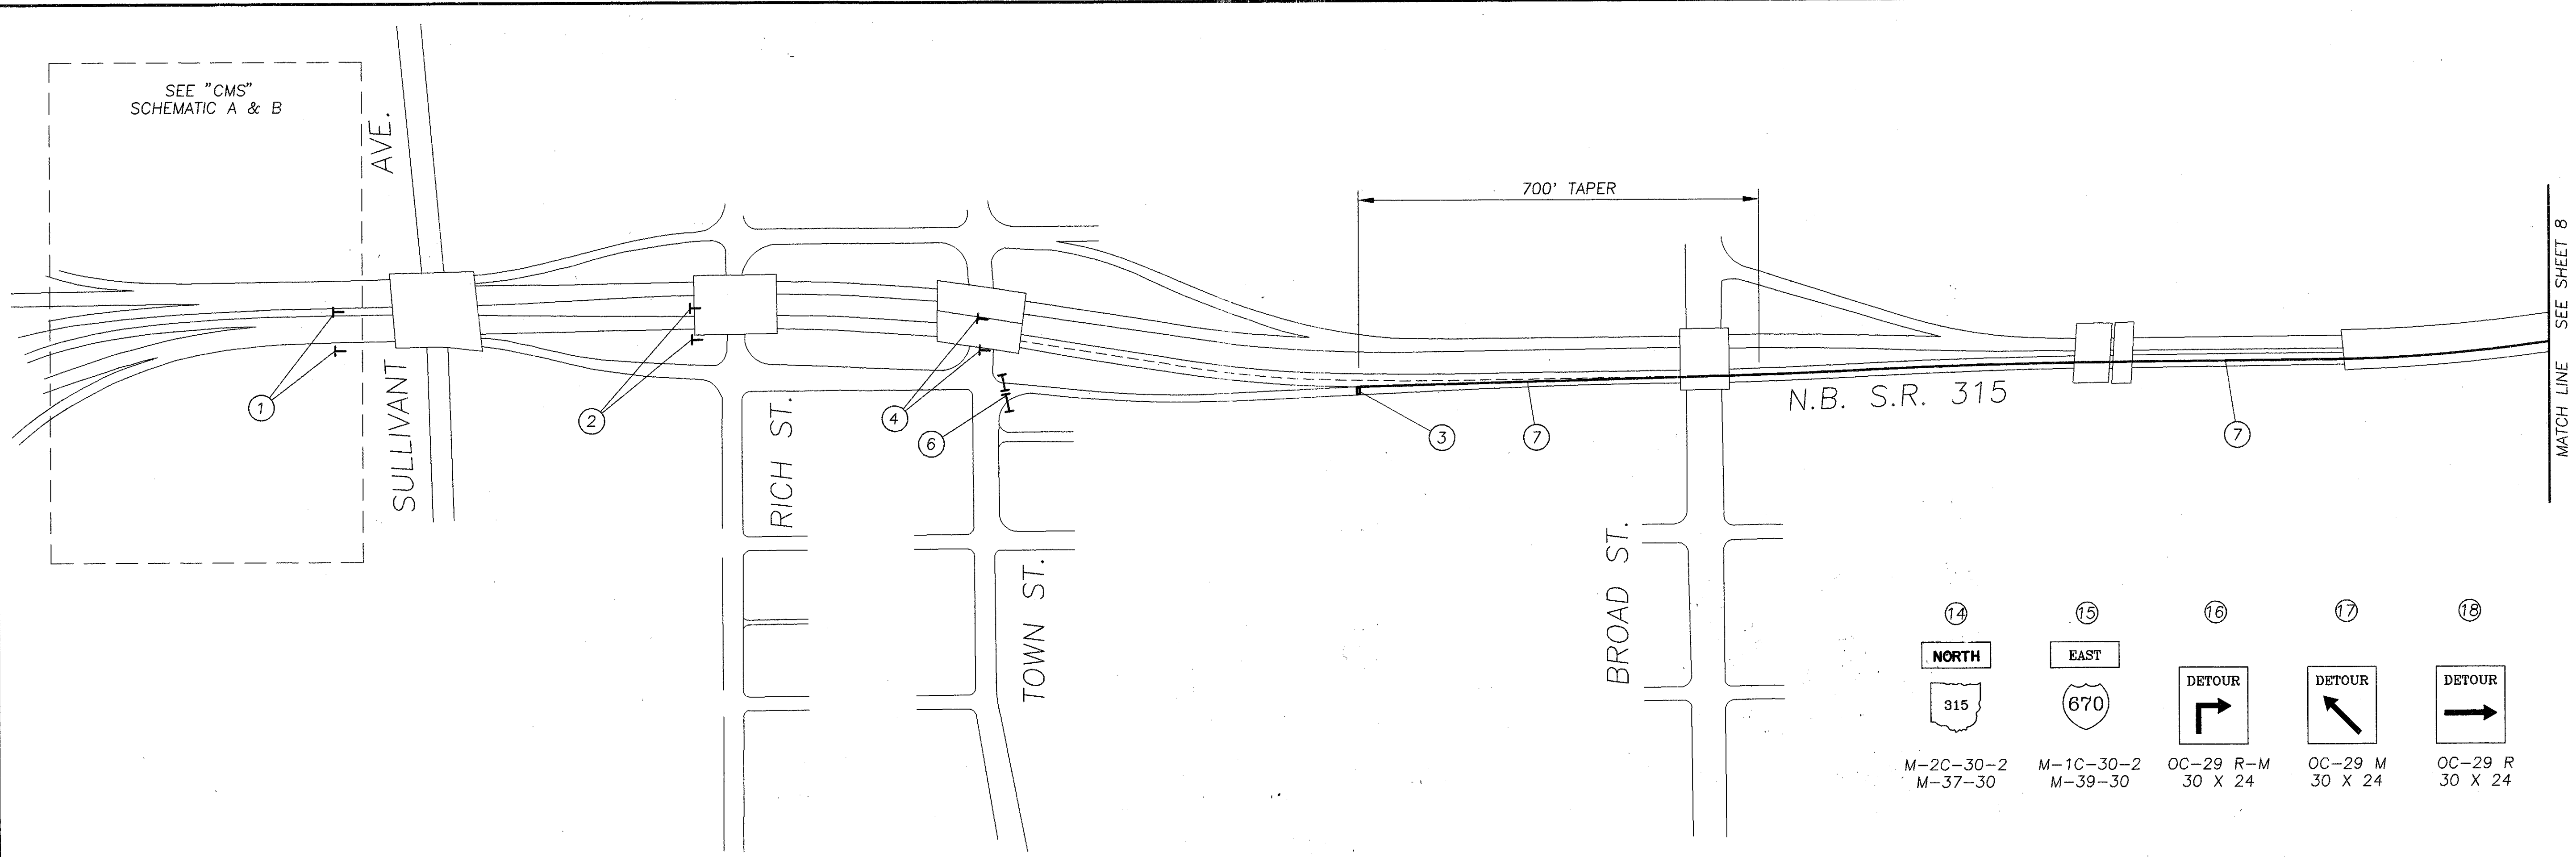 SEE "CMS"
SCHEMATIC A & B
SULLIVANT AVE.
700' TAPER
MATCH LINE SEE SHEET 8
1
2
4
6
3
7
N.B. S.R. 315
7
RICH ST.
TOWN ST.
BROAD ST.
14
15
16
17
18
NORTH
EAST
DETOUR
DETOUR
DETOUR
315
670
M-2C-30-2
M-37-30
M-1C-30-2
M-39-30
OC-29 R-M
30 X 24
OC-29 M
30 X 24
OC-29 R
30 X 24